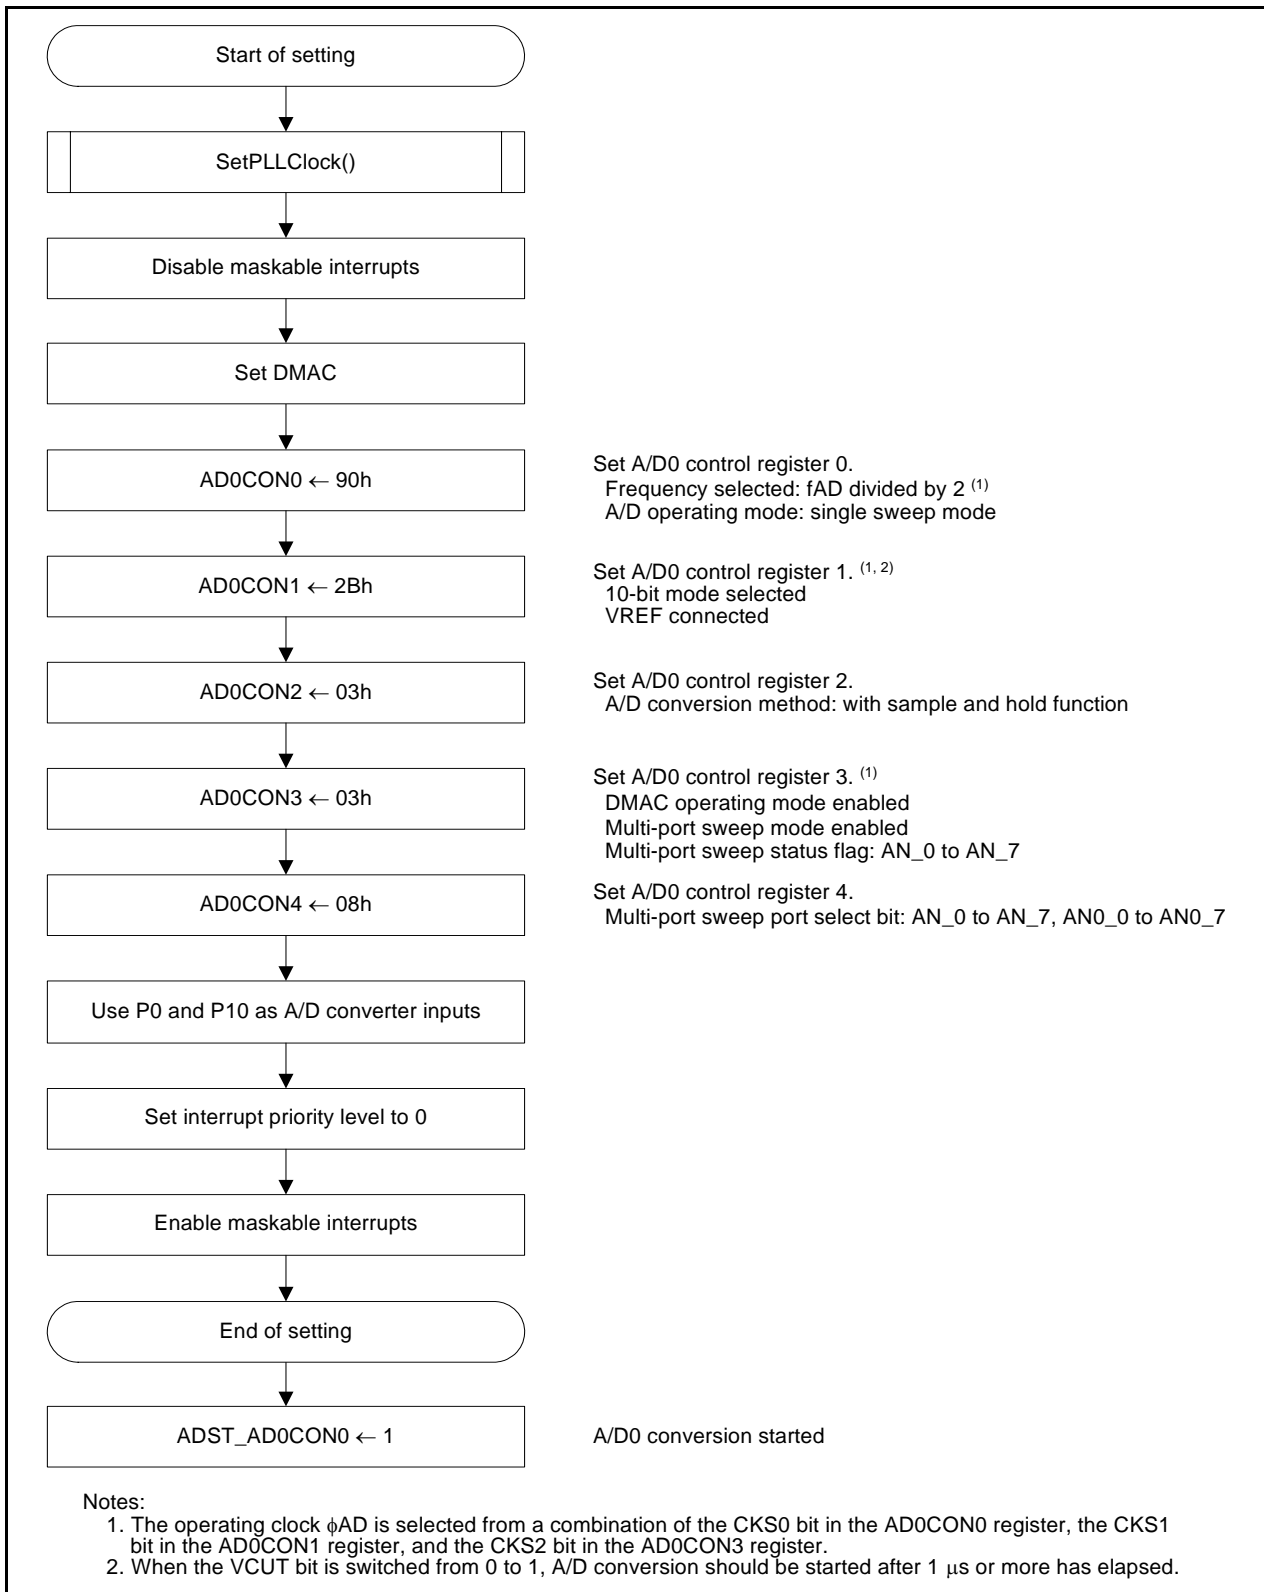 Start of setting
SetPLLClock()
Disable maskable interrupts
Set DMAC
AD0CON0 ← 90h
Set A/D0 control register 0.
Frequency selected: fAD divided by 2 (1)
A/D operating mode: single sweep mode
AD0CON1 ← 2Bh
Set A/D0 control register 1. (1, 2)
10-bit mode selected
VREF connected
AD0CON2 ← 03h
Set A/D0 control register 2.
A/D conversion method: with sample and hold function
AD0CON3 ← 03h
Set A/D0 control register 3. (1)
DMAC operating mode enabled
Multi-port sweep mode enabled
Multi-port sweep status flag: AN_0 to AN_7
AD0CON4 ← 08h
Set A/D0 control register 4.
Multi-port sweep port select bit: AN_0 to AN_7, AN0_0 to AN0_7
Use P0 and P10 as A/D converter inputs
Set interrupt priority level to 0
Enable maskable interrupts
End of setting
ADST_AD0CON0 ← 1
A/D0 conversion started
Notes:
1. The operating clock ϕAD is selected from a combination of the CKS0 bit in the AD0CON0 register, the CKS1
bit in the AD0CON1 register, and the CKS2 bit in the AD0CON3 register.
2. When the VCUT bit is switched from 0 to 1, A/D conversion should be started after 1 μs or more has elapsed.